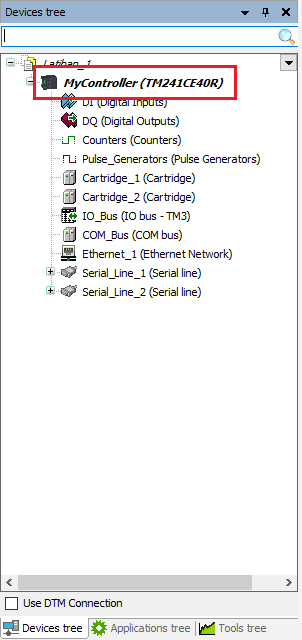 Devices tree
Latihan_1
MyController (TM241CE40R)
DI (Digital Inputs)
DQ (Digital Outputs)
Counters (Counters)
Pulse_Generators (Pulse Generators)
Cartridge_1 (Cartridge)
Cartridge_2 (Cartridge)
IO_Bus (IO bus - TM3)
COM_Bus (COM bus)
Ethernet_1 (Ethernet Network)
Serial_Line_1 (Serial line)
Serial_Line_2 (Serial line)
Use DTM Connection
Devices tree Applications tree Tools tree